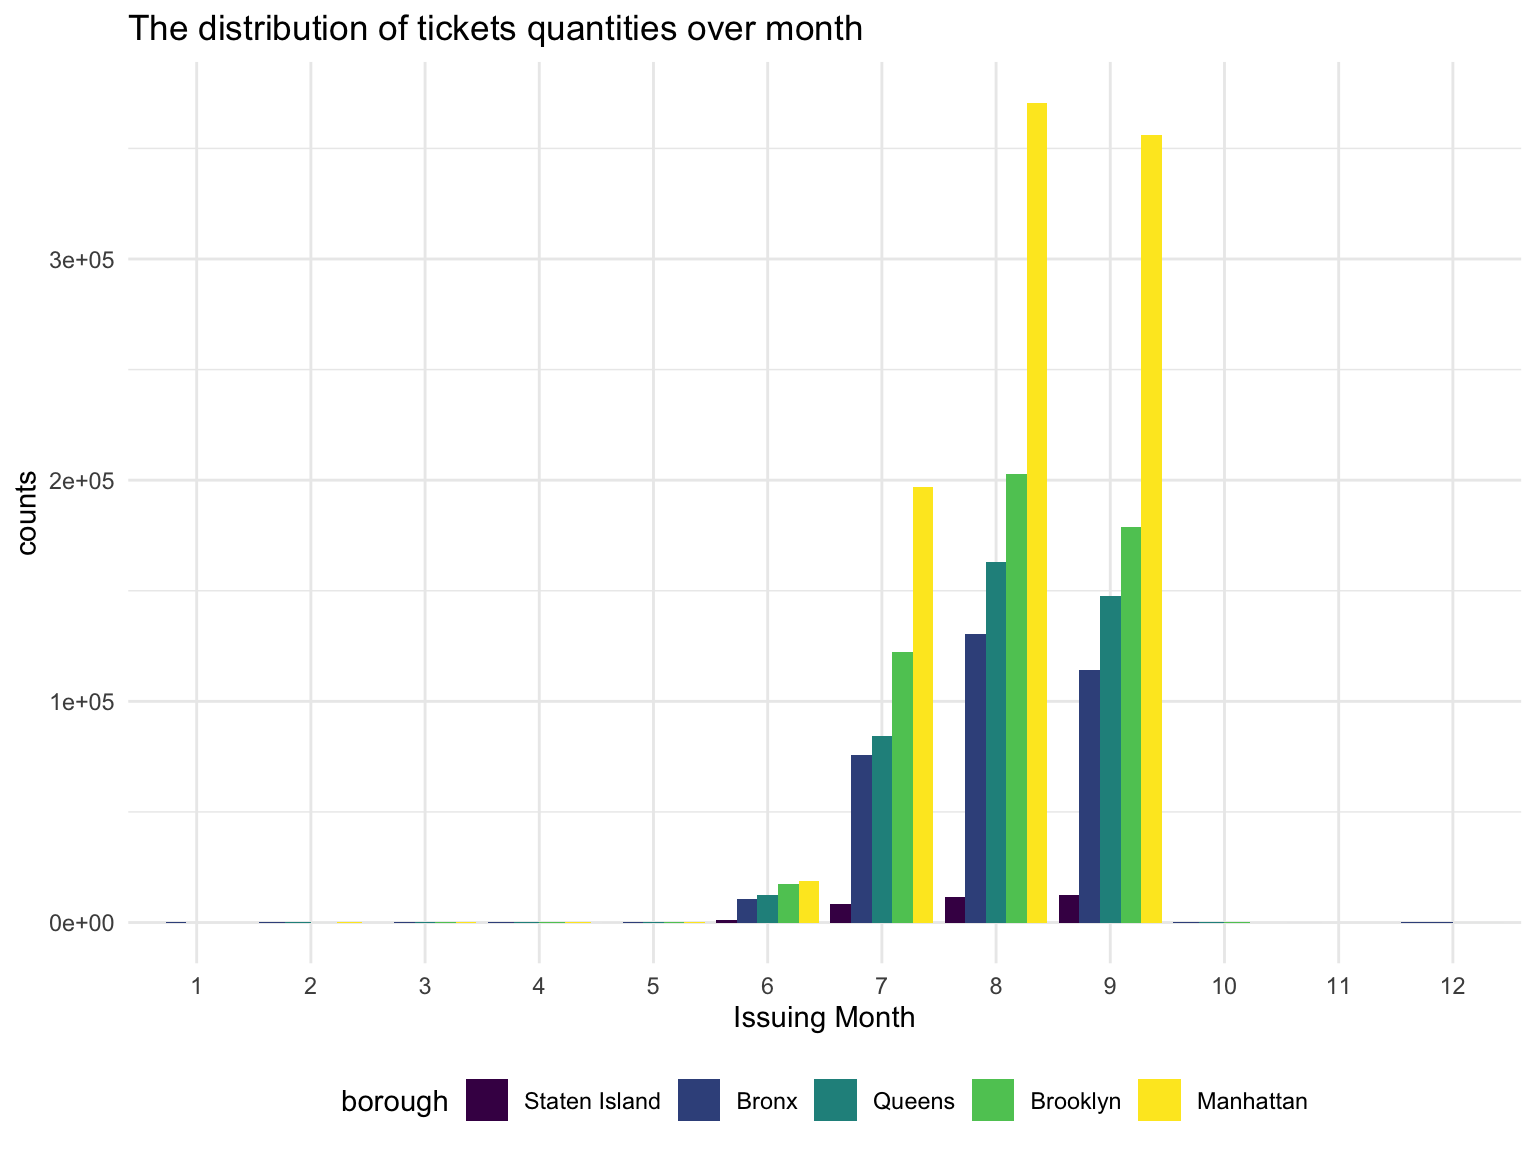 The distribution of tickets quantities over month
counts
3e+05
2e+05
1e+05
0e+00
1 2 3 4 5 6 7 8 9 10 11 12
Issuing Month
borough Staten Island Bronx Queens Brooklyn Manhattan